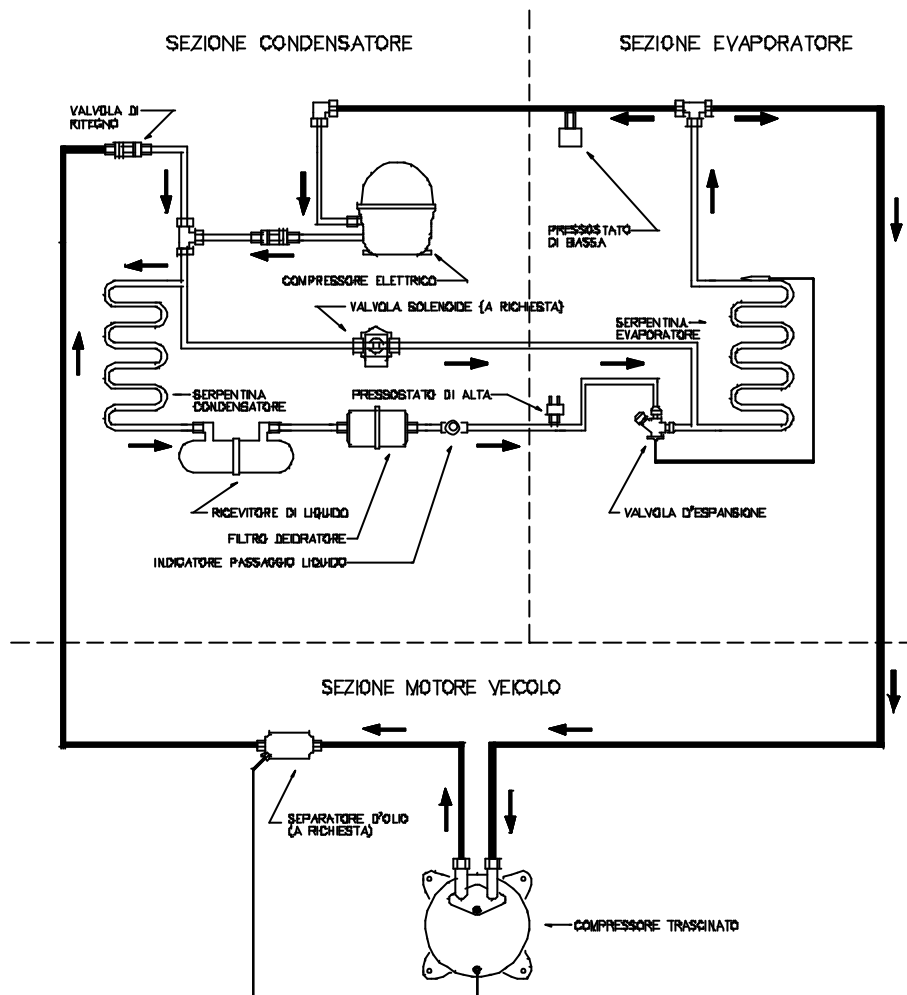 SEZIONE CONDENSATORE
SEZIONE EVAPORATORE
VALVOLA DI
RITEGNO
PRESSOSTATO
DI BASSA
COMPRESSORE ELETTRICO
VALVOLA SOLENOIDE (A RICHIESTA)
SERPENTINA
EVAPORATORE
SERPENTINA
CONDENSATORE
PRESSOSTATO DI ALTA
RICEVITORE DI LIQUIDO
VALVOLA D'ESPANSIONE
FILTRO DEIDRATORE
INDICATORE PASSAGGIO LIQUIDO
SEZIONE MOTORE VEICOLO
SEPARATORE D'OLIO
(A RICHIESTA)
COMPRESSORE TRASCINATO